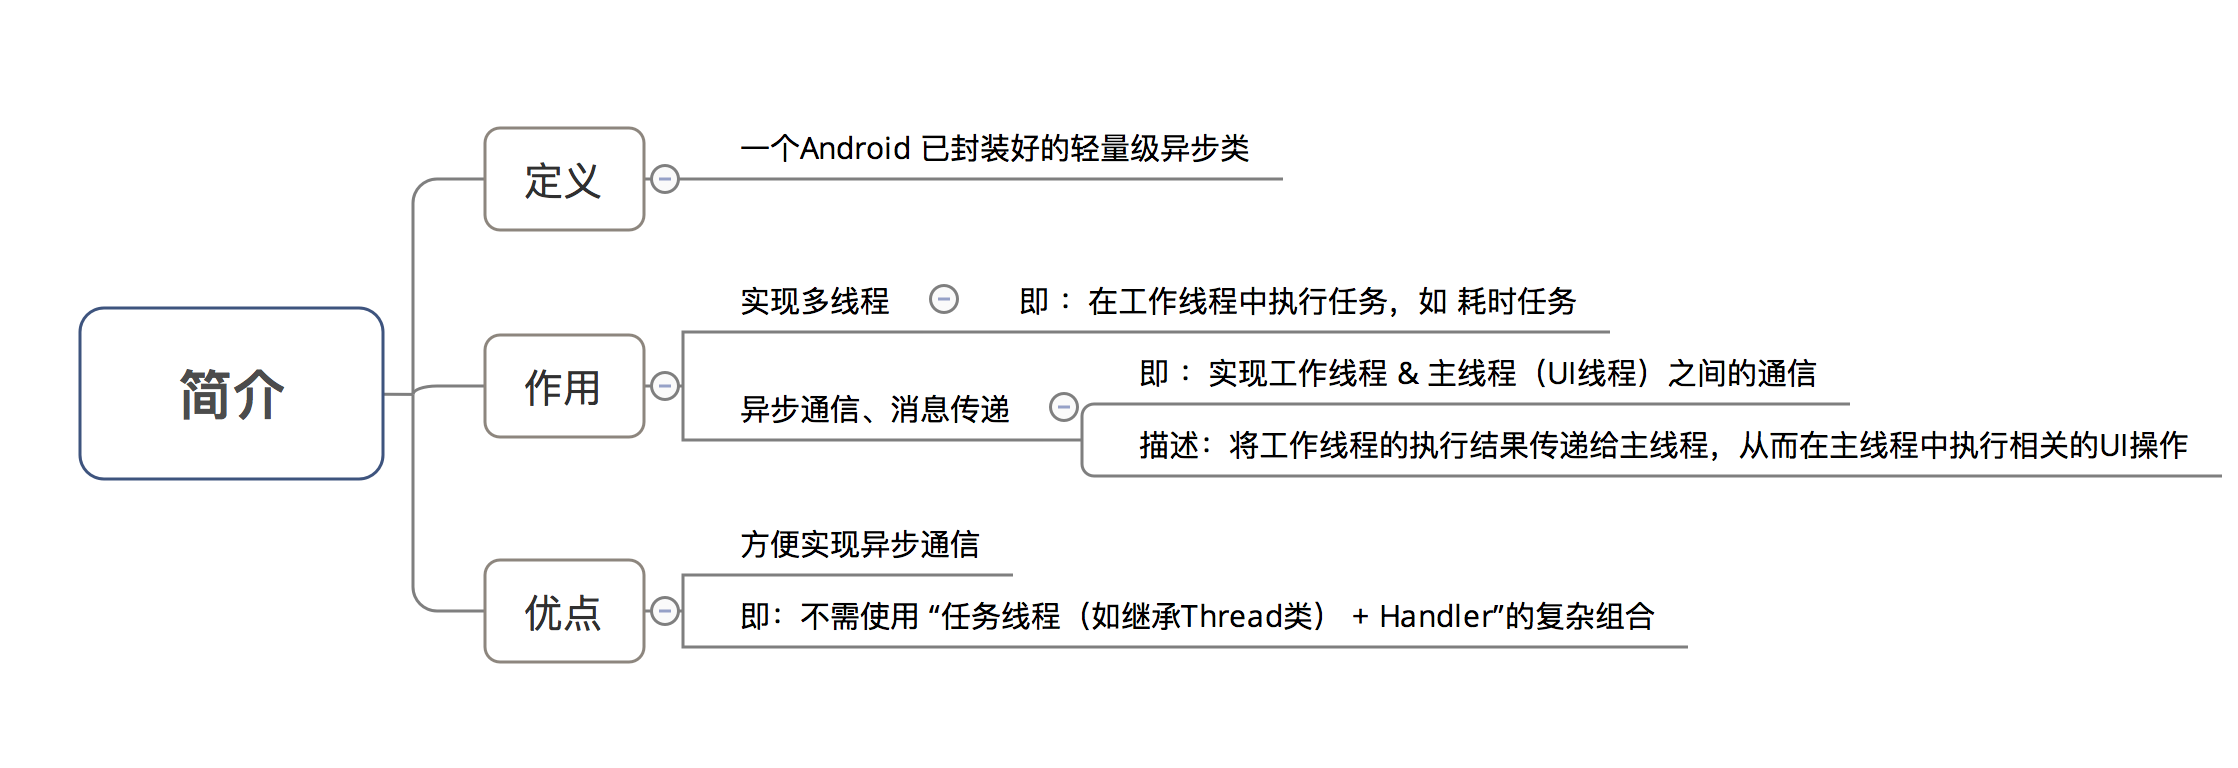 简介
定义
一个Android 已封装好的轻量级异步类
作用
实现多线程
即 ：在工作线程中执行任务，如 耗时任务
异步通信、消息传递
即 ：实现工作线程 & 主线程（UI线程）之间的通信
描述：将工作线程的执行结果传递给主线程，从而在主线程中执行相关的UI操作
优点
方便实现异步通信
即：不需使用 “任务线程（如继承Thread类） + Handler”的复杂组合